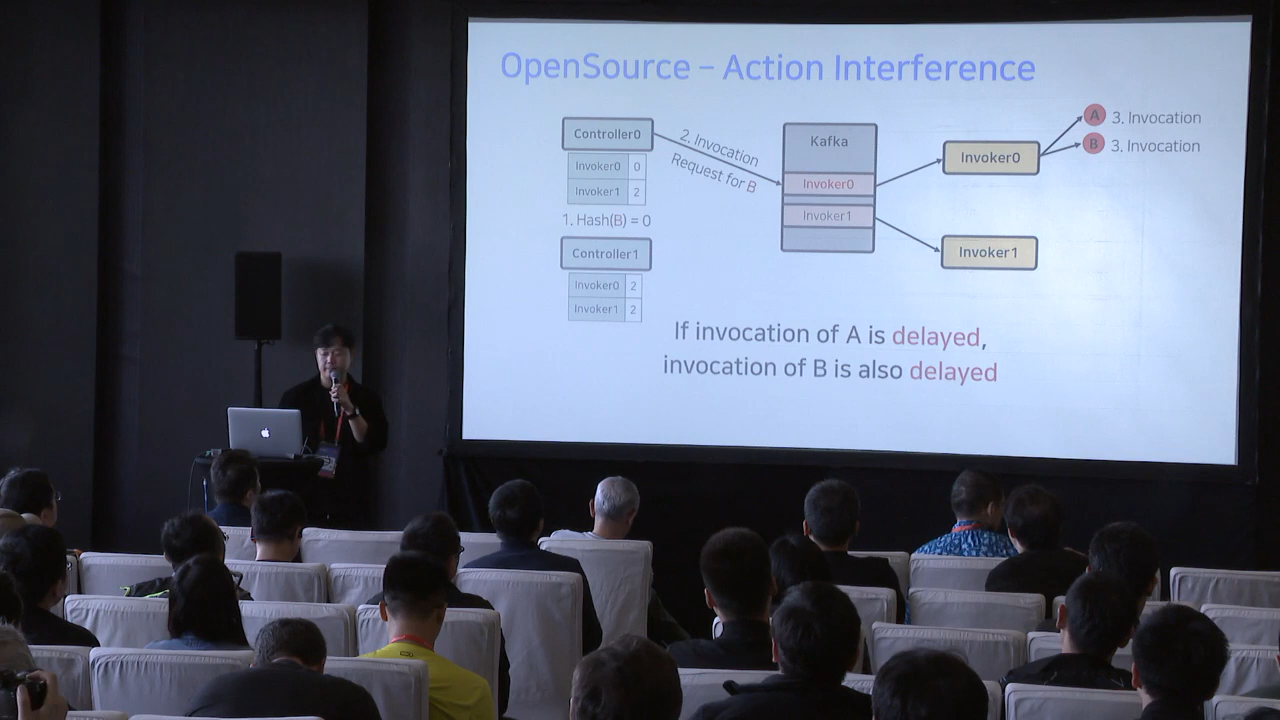 OpenSource – Action Interference
Controller0
Invoker0 0
Invoker1 2
1. Hash(B) = 0
Controller1
Invoker0 2
Invoker1 2
2. Invocation
Request for B
Kafka
Invoker0
Invoker1
Invoker0
Invoker1
A 3. Invocation
B 3. Invocation
If invocation of A is delayed,
invocation of B is also delayed